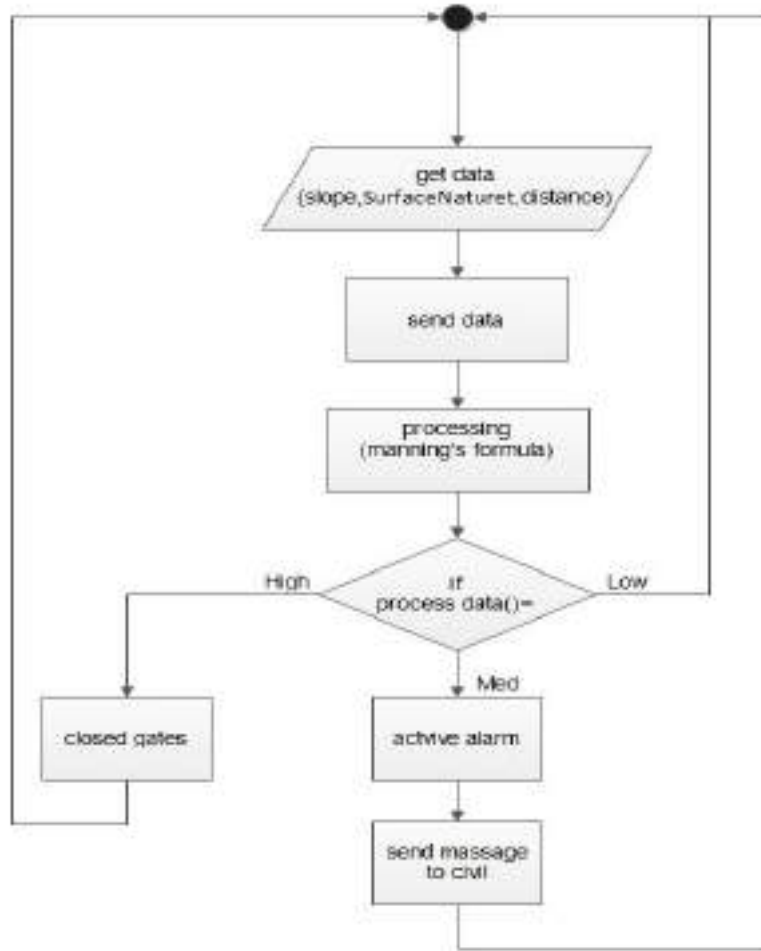 get data
(slope,SurfaceNaturet,distance)
send data
processing
(manning's formula)
If
process data()=
High
Low
Med
closed gates
actvive alarm
send massage
to civil